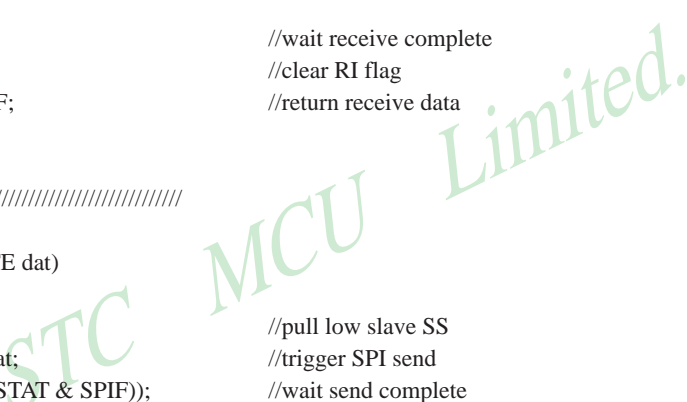 //wait receive complete
//clear RI flag
F; //return receive data
///////////////////////////
E dat)
//pull low slave SS
at; //trigger SPI send
STAT & SPIF)); //wait send complete
STC MCU Limited.